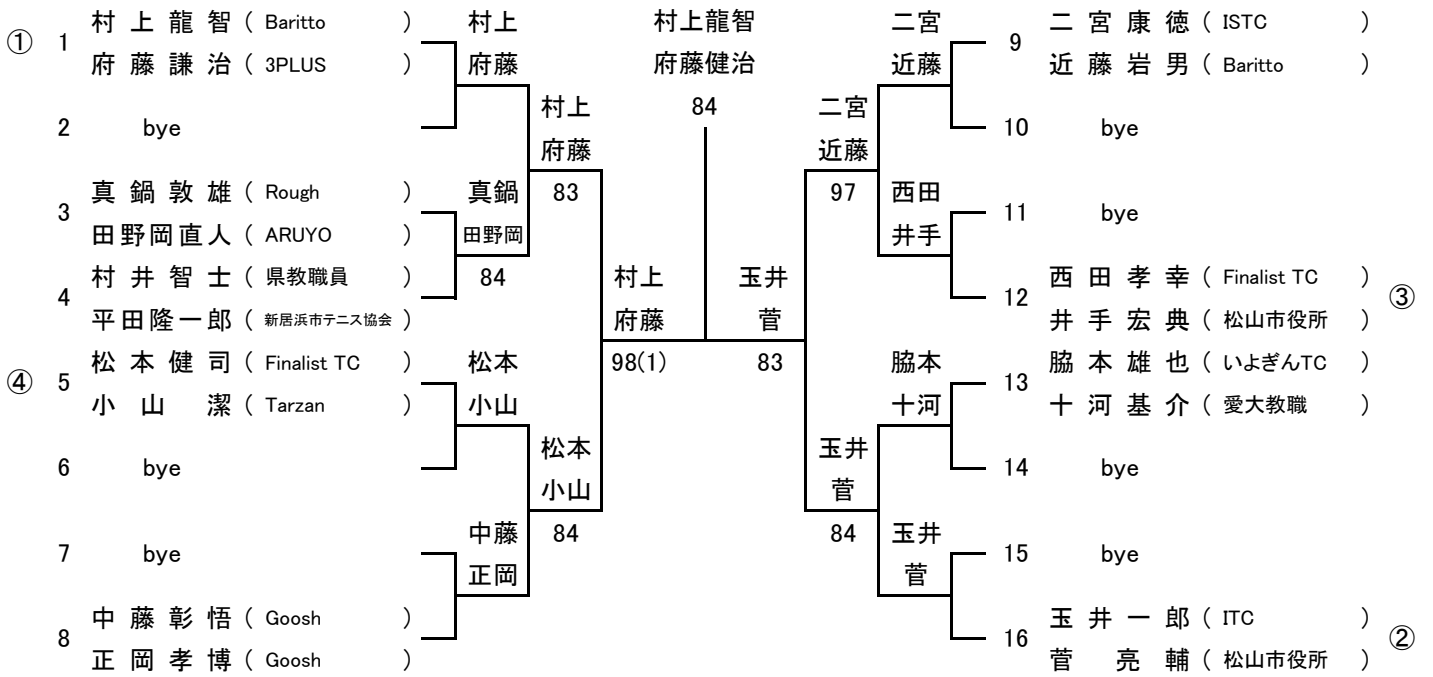 村上龍智（Baritto） 村上 村上龍智 二宮 二宮康徳（ISTC）
① 1 9
府藤謙治（3PLUS） 府藤 府藤健治 近藤 近藤岩男（Baritto）
村上 84 二宮
2 bye 10 bye
府藤 近藤
真鍋敦雄（Rough） 真鍋 83 97 西田
3 11 bye
田野岡直人（ARUYO） 田野岡 井手
村井智士（県教職員） 84 村上 玉井 西田孝幸（Finalist TC）
4 12 ③
平田隆一郎（新居浜市テニス協会） 府藤 菅 井手宏典（松山市役所）
松本健司（Finalist TC） 松本 98(1) 83 脇本 脇本雄也（いよぎんTC）
④ 5 13
小山潔（Tarzan） 小山 十河 十河基介（愛大教職）
松本 玉井
6 bye 14 bye
小山 菅
中藤 84 84 玉井
7 bye 15 bye
正岡 菅
中藤彰悟（Goosh） 玉井一郎（ITC）
8 16 ②
正岡孝博（Goosh） 菅亮輔（松山市役所）